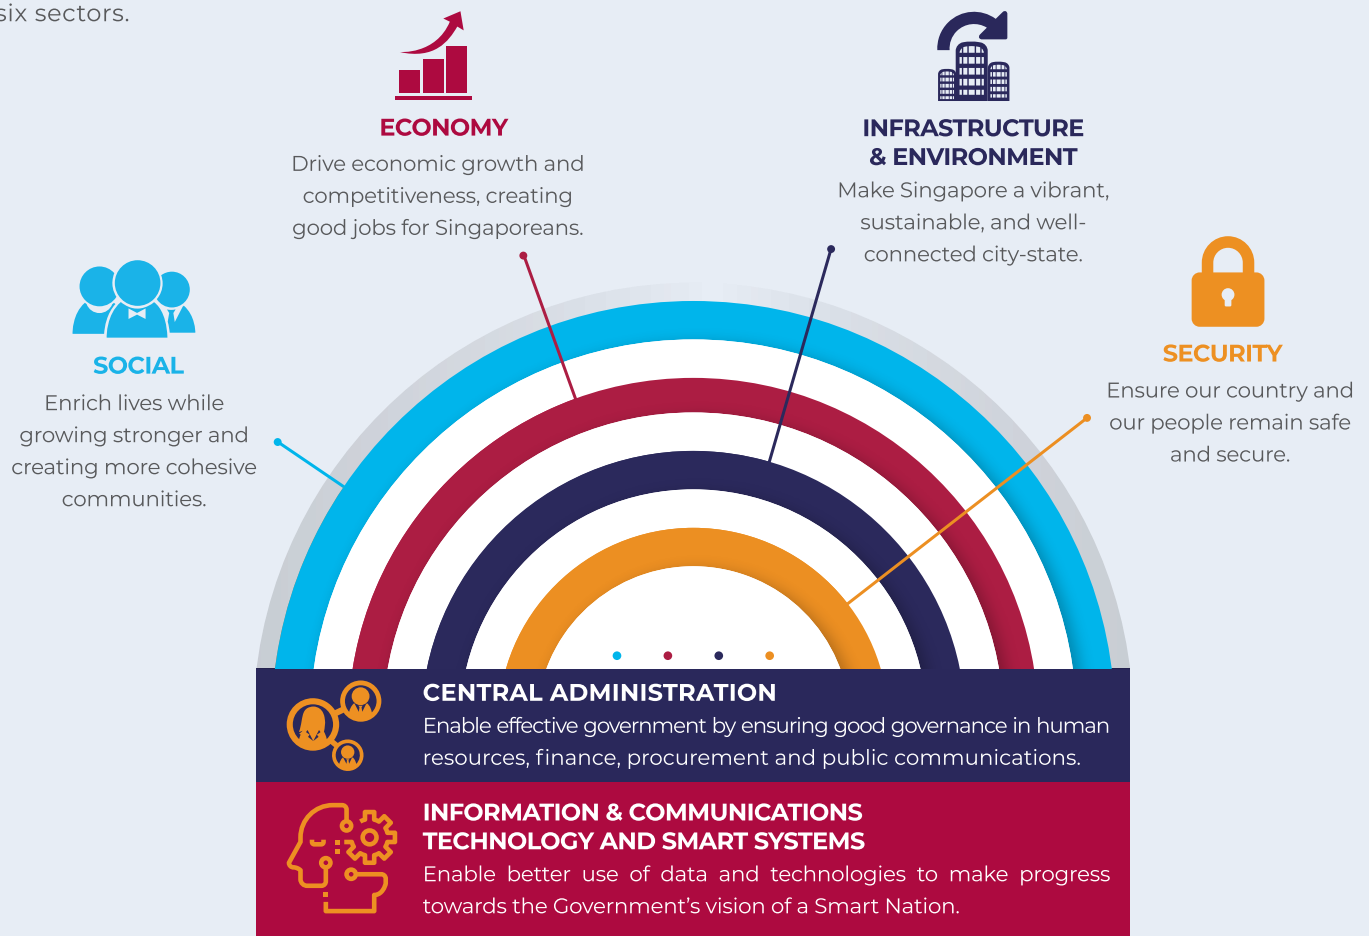 six sectors.
ECONOMY
Drive economic growth and
competitiveness, creating
good jobs for Singaporeans.
INFRASTRUCTURE
& ENVIRONMENT
Make Singapore a vibrant,
sustainable, and well-
connected city-state.
SOCIAL
Enrich lives while
growing stronger and
creating more cohesive
communities.
SECURITY
Ensure our country and
our people remain safe
and secure.
CENTRAL ADMINISTRATION
Enable effective government by ensuring good governance in human
resources, finance, procurement and public communications.
INFORMATION & COMMUNICATIONS
TECHNOLOGY AND SMART SYSTEMS
Enable better use of data and technologies to make progress
towards the Government’s vision of a Smart Nation.